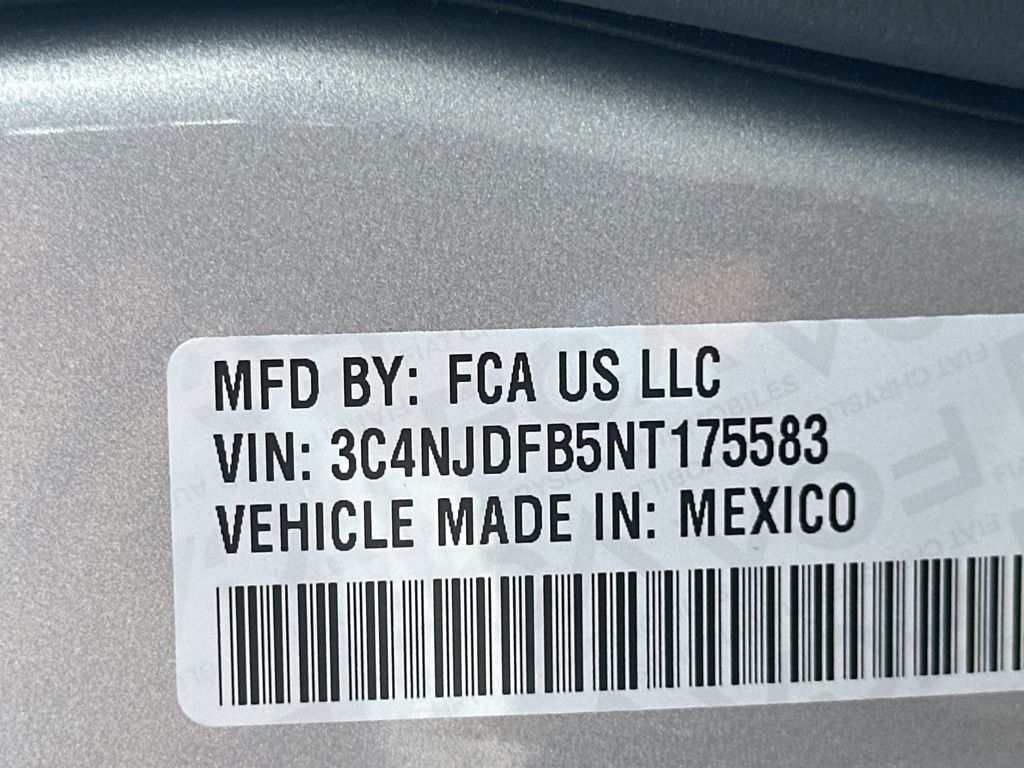 MFD BY: FCA US LLC
VIN: 3C4NJDFB5NT175583
VEHICLE MADE IN: MEXICO